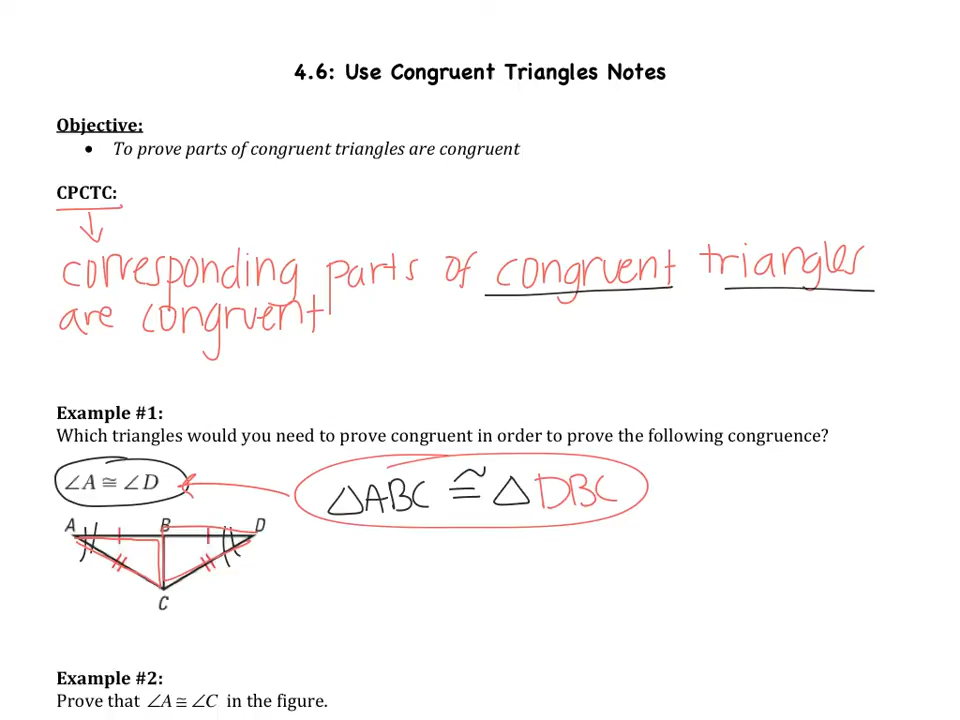 4.6: Use Congruent Triangles Notes
Objective:
• To prove parts of congruent triangles are congruent
CPCTC:
corresponding parts of congruent triangles
are congruent
Example #1:
Which triangles would you need to prove congruent in order to prove the following congruence?
∠A ≅ ∠D
△ABC ≅ △DBC
A B D
C
Example #2:
Prove that ∠A ≅ ∠C in the figure.